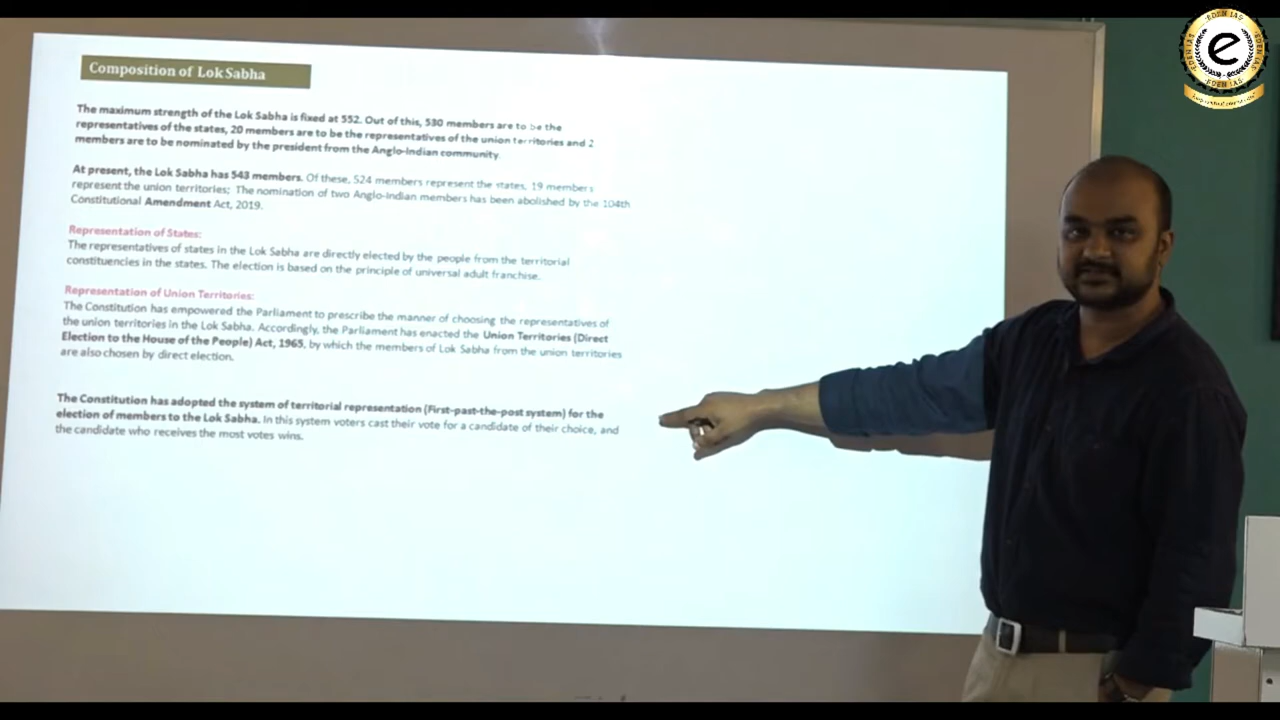 Composition of Lok Sabha
The maximum strength of the Lok Sabha is fixed at 552. Out of this, 530 members are to be the
representatives of the states, 20 members are to be the representatives of the union territories and 2
members are to be nominated by the president from the Anglo-Indian community.
At present, the Lok Sabha has 543 members. Of these, 524 members represent the states, 19 members
represent the union territories; The nomination of two Anglo-Indian members has been abolished by the 104th
Constitutional Amendment Act, 2019.
Representation of States:
The representatives of states in the Lok Sabha are directly elected by the people from the territorial
constituencies in the states. The election is based on the principle of universal adult franchise.
Representation of Union Territories:
The Constitution has empowered the Parliament to prescribe the manner of choosing the representatives of
the union territories in the Lok Sabha. Accordingly, the Parliament has enacted the Union Territories (Direct
Election to the House of the People) Act, 1965, by which the members of Lok Sabha from the union territories
are also chosen by direct election.
The Constitution has adopted the system of territorial representation (First-past-the-post system) for the
election of members to the Lok Sabha. In this system voters cast their vote for a candidate of their choice, and
the candidate who receives the most votes wins.
EDEN IAS
EDEN IAS
e
EDEN IAS
EDEN IAS